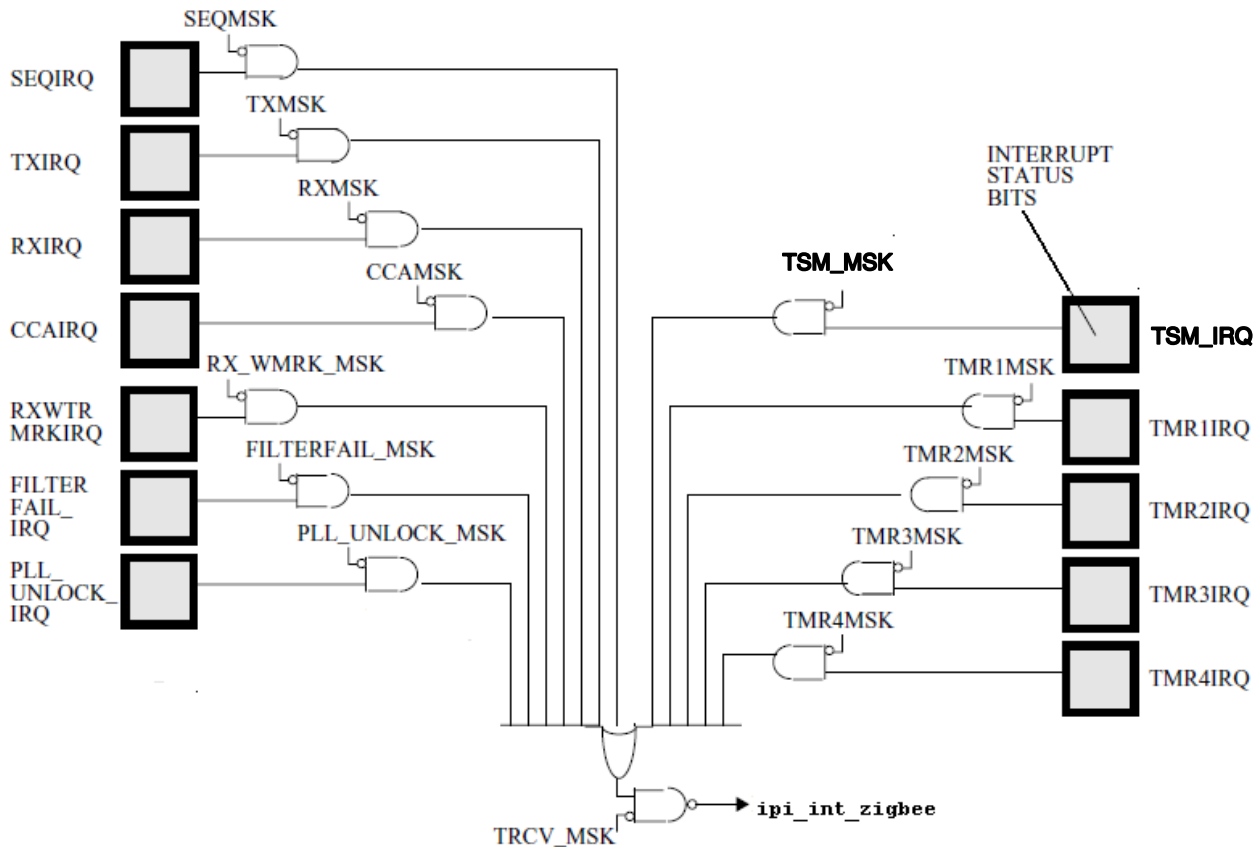 SEQMSK
SEQIRQ
TXMSK
TXIRQ
RXMSK
RXIRQ
CCAMSK
CCAIRQ
RX_WMRK_MSK
RXWTR
MRKIRQ
FILTERFAIL_MSK
FILTER
FAIL_
IRQ
PLL_UNLOCK_MSK
PLL_
UNLOCK_
IRQ
INTERRUPT
STATUS
BITS
TSM_MSK
TSM_IRQ
TMR1MSK
TMR1IRQ
TMR2MSK
TMR2IRQ
TMR3MSK
TMR3IRQ
TMR4MSK
TMR4IRQ
ipi_int_zigbee
TRCV_MSK